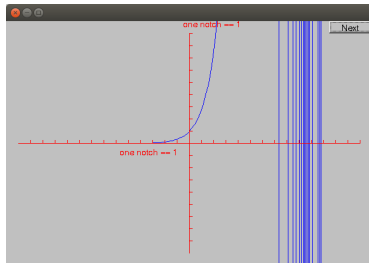 one notch == 1
Next
one notch == 1